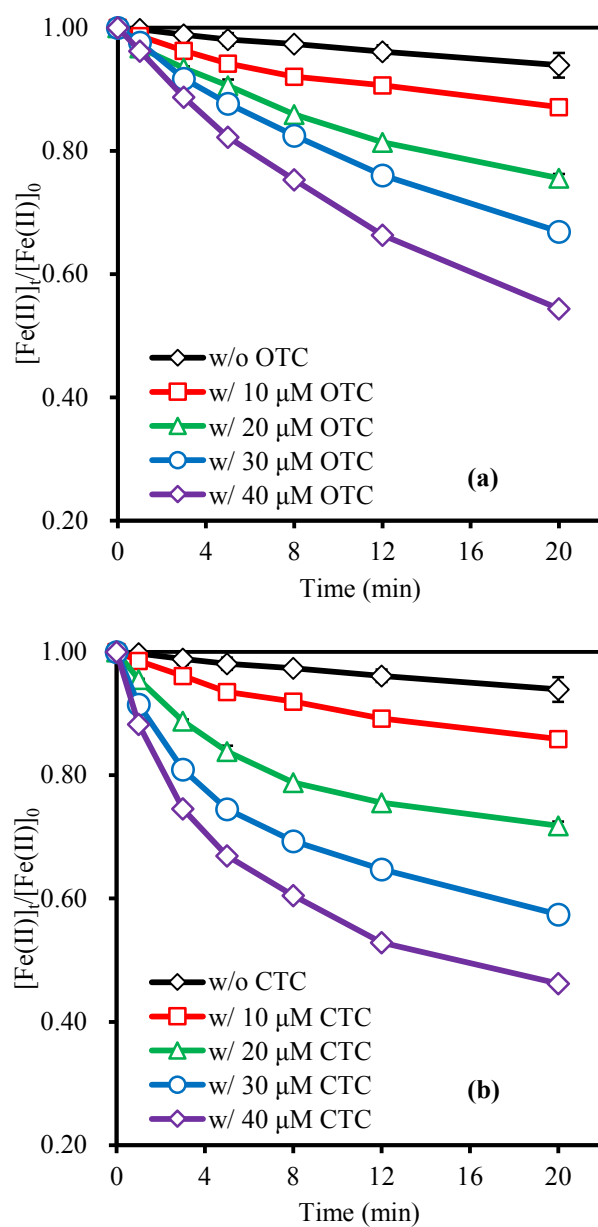 1.00
0.80
0.60
0.40
0.20
[Fe(II)]t/[Fe(II)]0
w/o OTC
w/ 10 μM OTC
w/ 20 μM OTC
w/ 30 μM OTC
w/ 40 μM OTC
(a)
0 4 8 12 16 20
Time (min)
1.00
0.80
0.60
0.40
0.20
[Fe(II)]t/[Fe(II)]0
w/o CTC
w/ 10 μM CTC
w/ 20 μM CTC
w/ 30 μM CTC
w/ 40 μM CTC
(b)
0 4 8 12 16 20
Time (min)